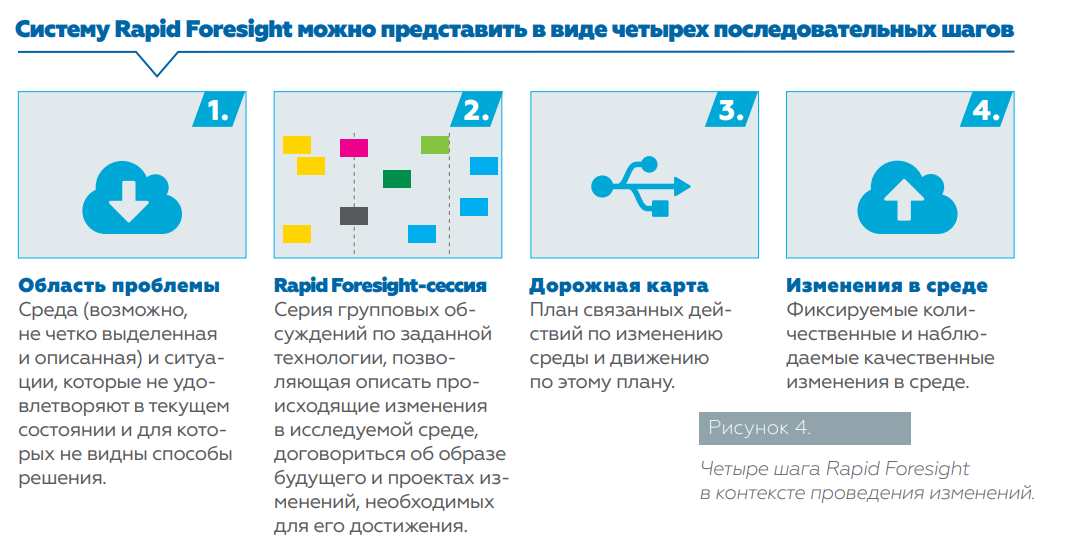 Систему Rapid Foresight можно представить в виде четырех последовательных шагов
1.
2.
3.
4.
Область проблемы
Среда (возможно,
не четко выделенная
и описанная) и ситуа-
ции, которые не удо-
влетворяют в текущем
состоянии и для кото-
рых не видны способы
решения.
Rapid Foresight-сессия
Серия групповых об-
суждений по заданной
технологии, позво-
ляющая описать про-
исходящие изменения
в исследуемой среде,
договориться об образе
будущего и проектах из-
менений, необходимых
для его достижения.
Дорожная карта
План связанных дей-
ствий по изменению
среды и движению
по этому плану.
Изменения в среде
Фиксируемые коли-
чественные и наблю-
даемые качественные
изменения в среде.
Рисунок 4.
Четыре шага Rapid Foresight
в контексте проведения изменений.